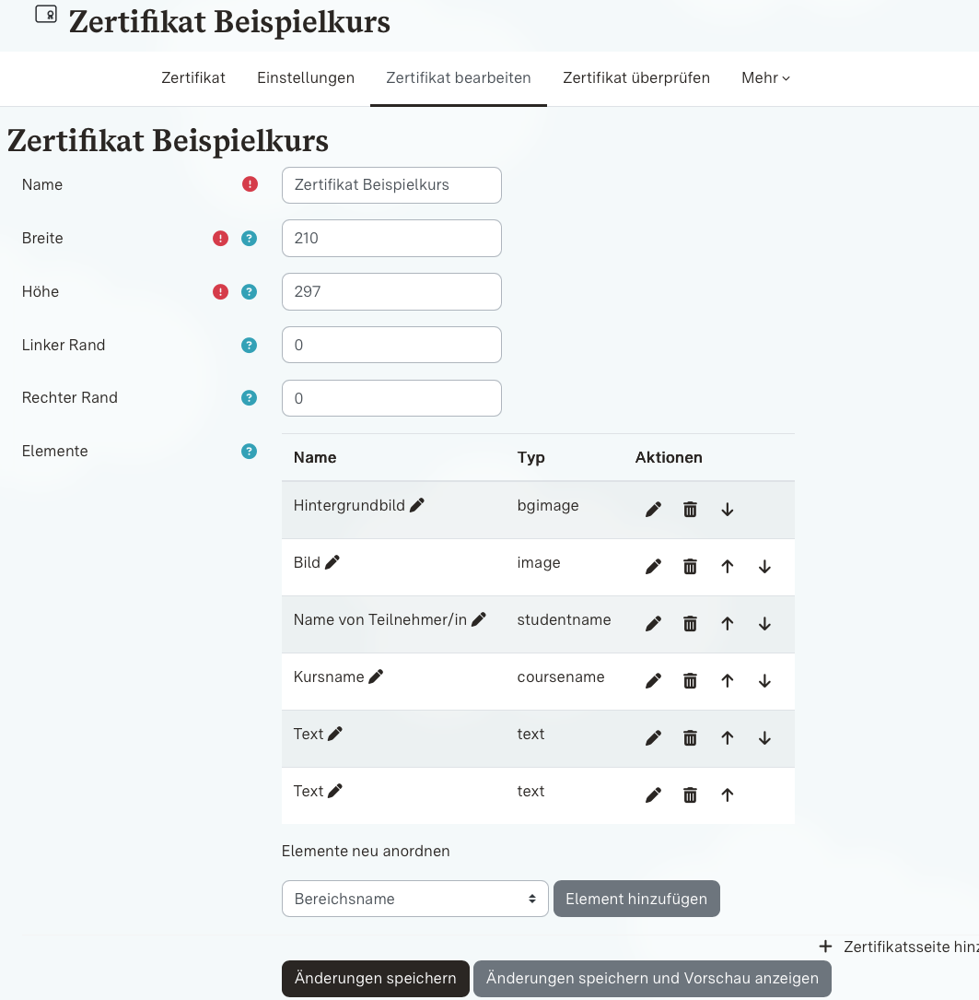 Zertifikat Beispielkurs
Zertifikat Einstellungen Zertifikat bearbeiten Zertifikat überprüfen Mehr
Zertifikat Beispielkurs
Name Zertifikat Beispielkurs
Breite 210
Höhe 297
Linker Rand 0
Rechter Rand 0
Elemente
Name Typ Aktionen
Hintergrundbild bgimage
Bild image
Name von Teilnehmer/in studentname
Kursname coursename
Text text
Text text
Elemente neu anordnen
Bereichsname Element hinzufügen
+ Zertifikatsseite hinz
Änderungen speichern Änderungen speichern und Vorschau anzeigen